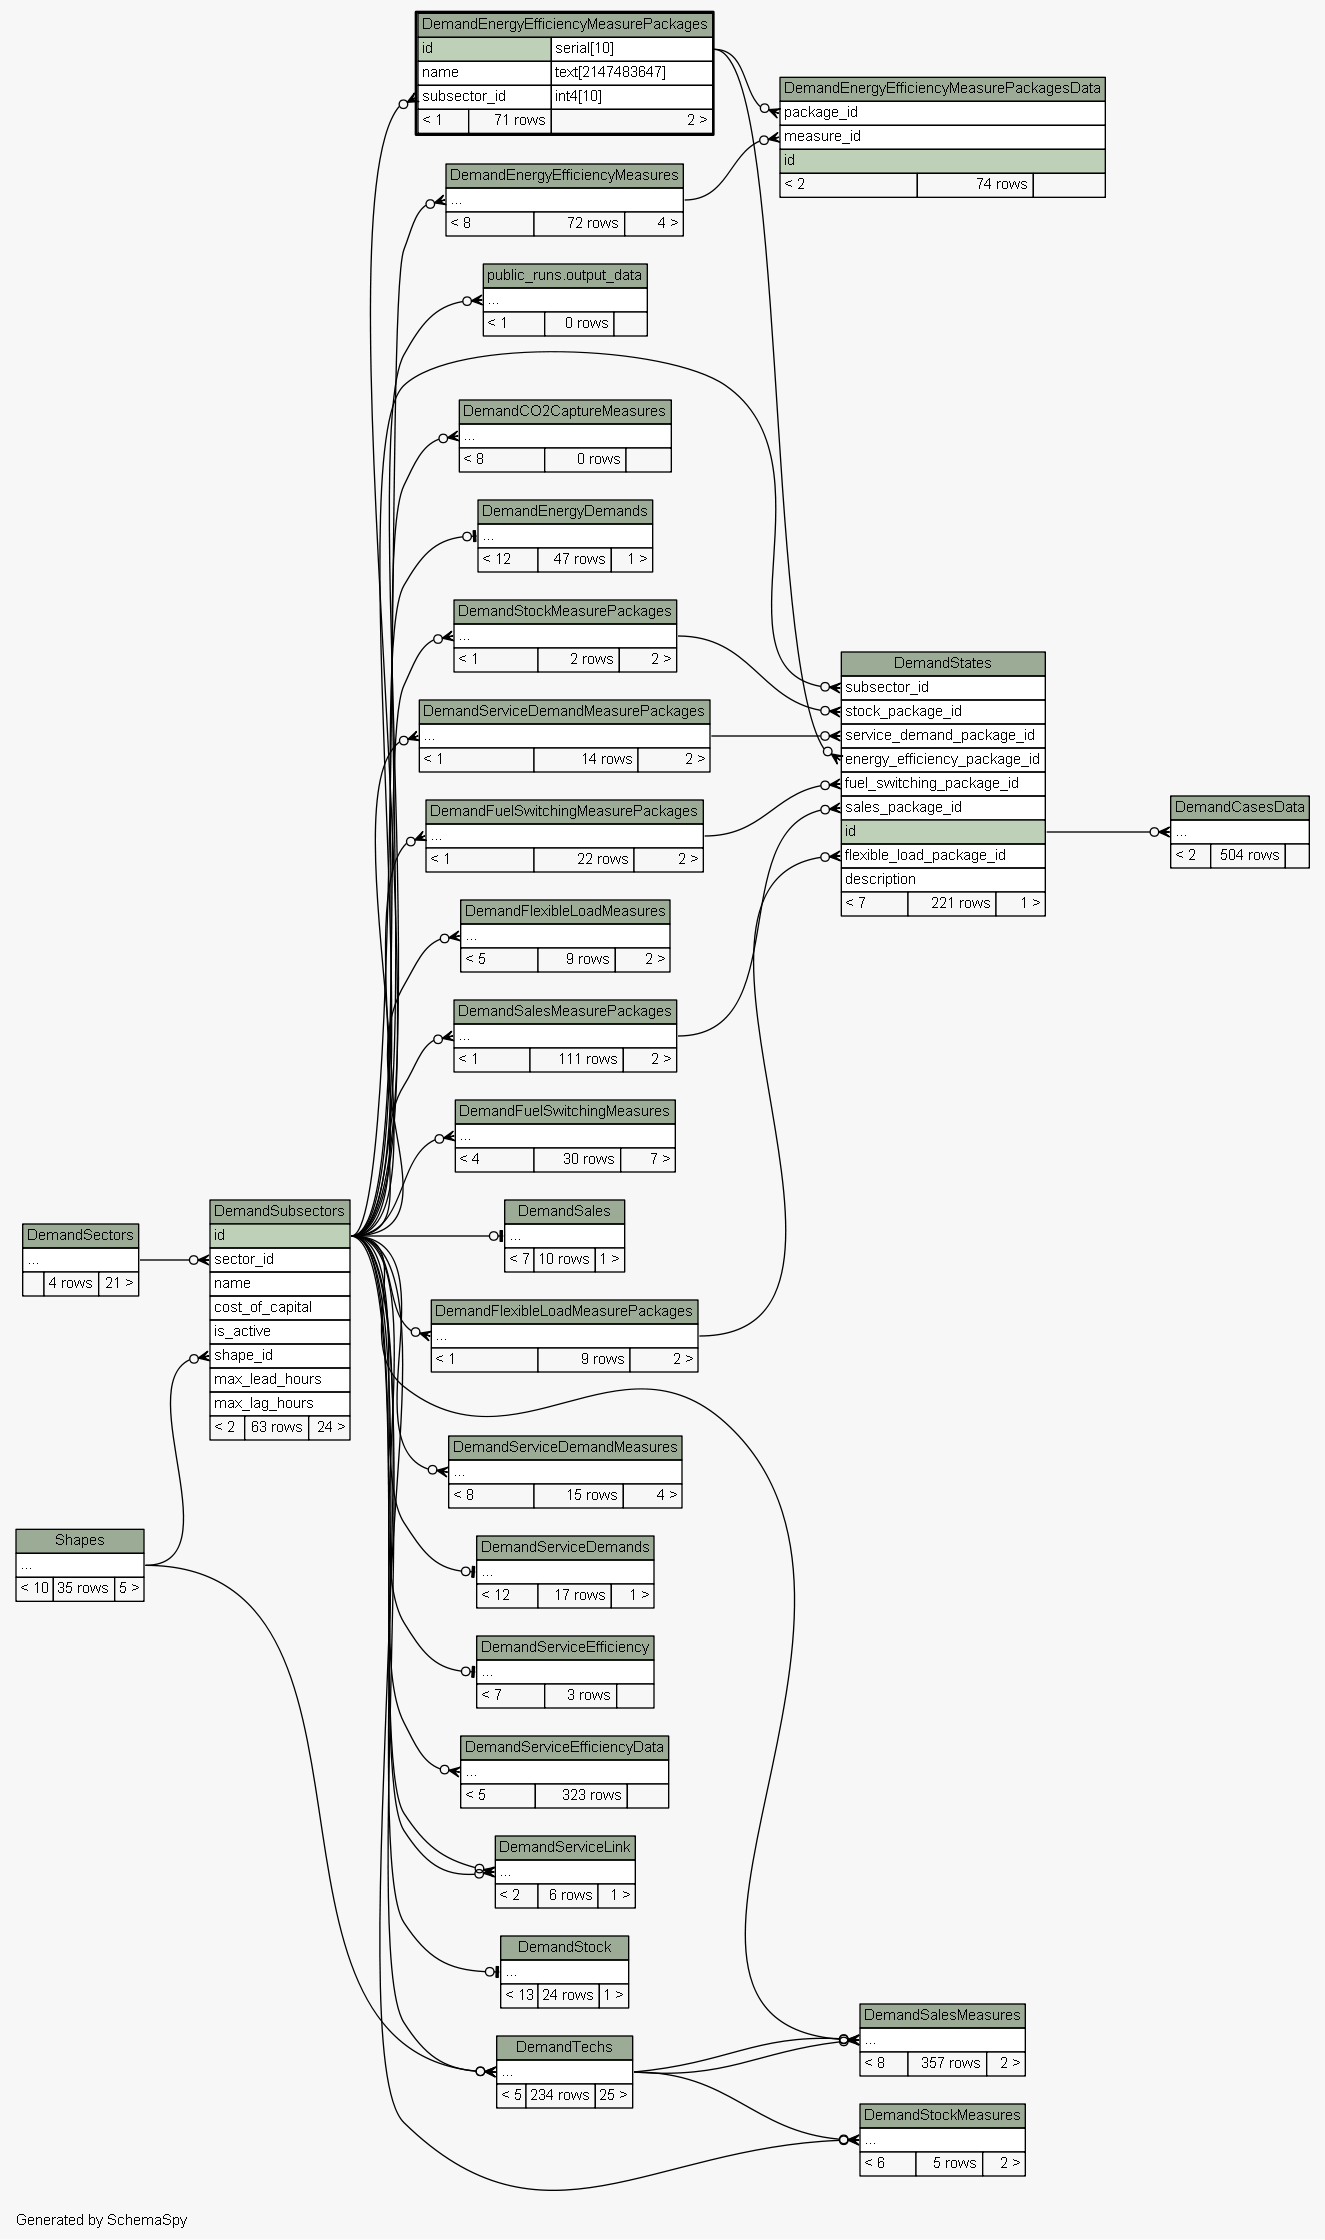 DemandEnergyEfficiencyMeasurePackages
id serial[10]
name text[2147483647]
subsector_id int4[10]
< 1 71 rows 2 >
DemandEnergyEfficiencyMeasurePackagesData
package_id
measure_id
id
< 2 74 rows
DemandEnergyEfficiencyMeasures
...
< 8 72 rows 4 >
public_runs.output_data
...
< 1 0 rows
DemandCO2CaptureMeasures
...
< 8 0 rows
DemandEnergyDemands
...
< 12 47 rows 1 >
DemandStockMeasurePackages
...
< 1 2 rows 2 >
DemandStates
subsector_id
stock_package_id
service_demand_package_id
energy_efficiency_package_id
fuel_switching_package_id
sales_package_id
id
flexible_load_package_id
description
< 7 221 rows 1 >
DemandServiceDemandMeasurePackages
...
< 1 14 rows 2 >
DemandFuelSwitchingMeasurePackages
...
< 1 22 rows 2 >
DemandCasesData
...
< 2 504 rows
DemandFlexibleLoadMeasures
...
< 5 9 rows 2 >
DemandSalesMeasurePackages
...
< 1 111 rows 2 >
DemandFuelSwitchingMeasures
...
< 4 30 rows 7 >
DemandSectors
...
4 rows 21 >
DemandSubsectors
id
sector_id
name
cost_of_capital
is_active
shape_id
max_lead_hours
max_lag_hours
< 2 63 rows 24 >
DemandSales
...
< 7 10 rows 1 >
DemandFlexibleLoadMeasurePackages
...
< 1 9 rows 2 >
DemandServiceDemandMeasures
...
< 8 15 rows 4 >
Shapes
...
< 10 35 rows 5 >
DemandServiceDemands
...
< 12 17 rows 1 >
DemandServiceEfficiency
...
< 7 3 rows
DemandServiceEfficiencyData
...
< 5 323 rows
DemandServiceLink
...
< 2 6 rows 1 >
DemandStock
...
< 13 24 rows 1 >
DemandTechs
...
< 5 234 rows 25 >
DemandSalesMeasures
...
< 8 357 rows 2 >
DemandStockMeasures
...
< 6 5 rows 2 >
Generated by SchemaSpy